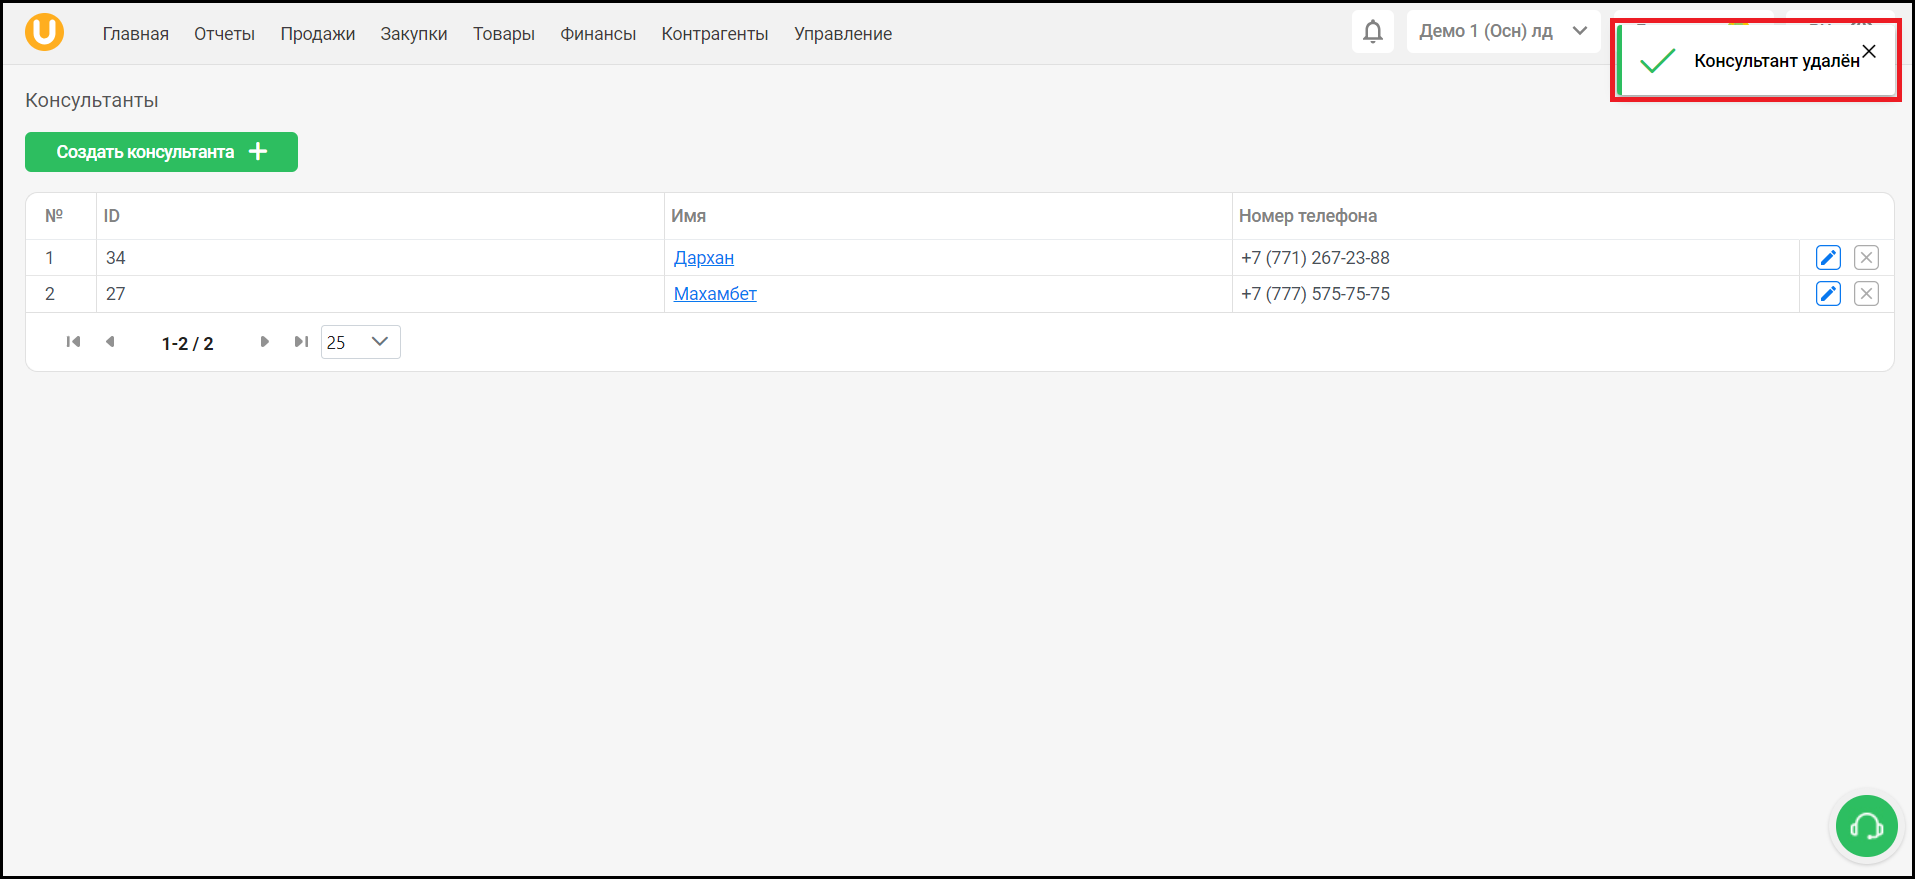 Главная Отчеты Продажи Закупки Товары Финансы Контрагенты Управление Демо 1 (Осн) лд
Консультант удалён
Консультанты
Создать консультанта
№ ID Имя Номер телефона
1 34 Дархан +7 (771) 267-23-88
2 27 Махамбет +7 (777) 575-75-75
1-2 / 2 25